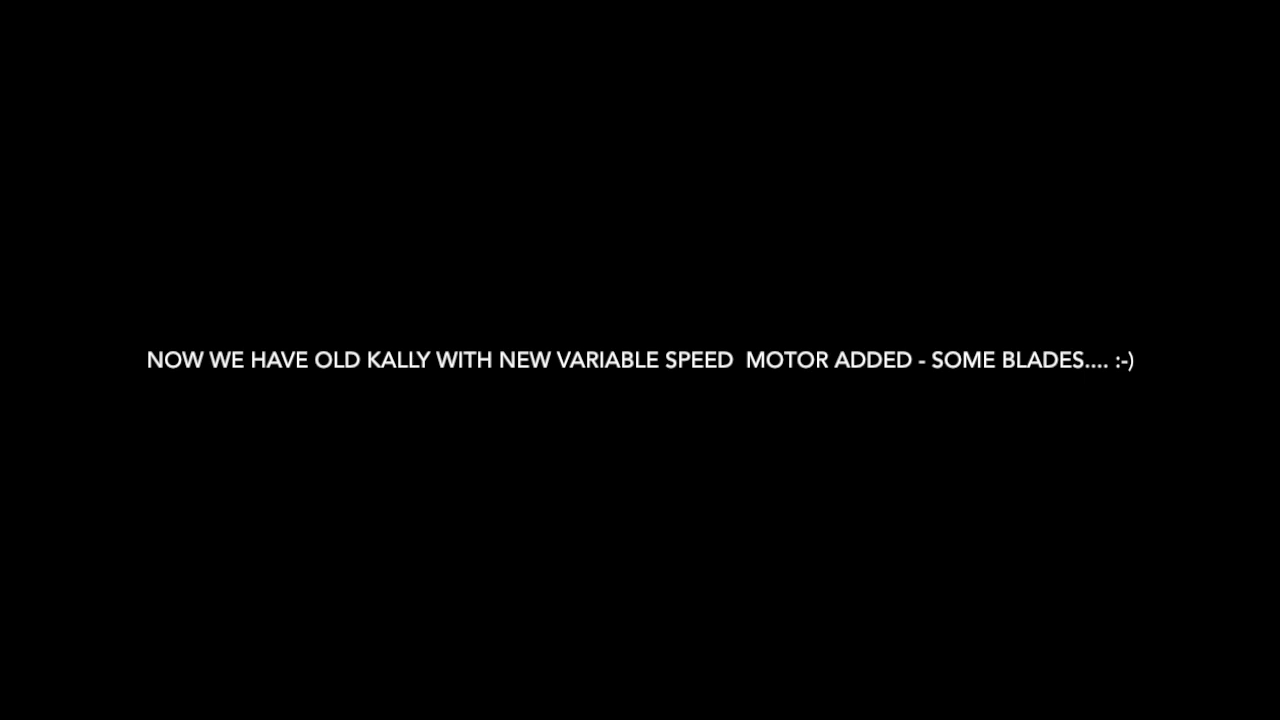 NOW WE HAVE OLD KALLY WITH NEW VARIABLE SPEED  MOTOR ADDED - SOME BLADES.... :-)